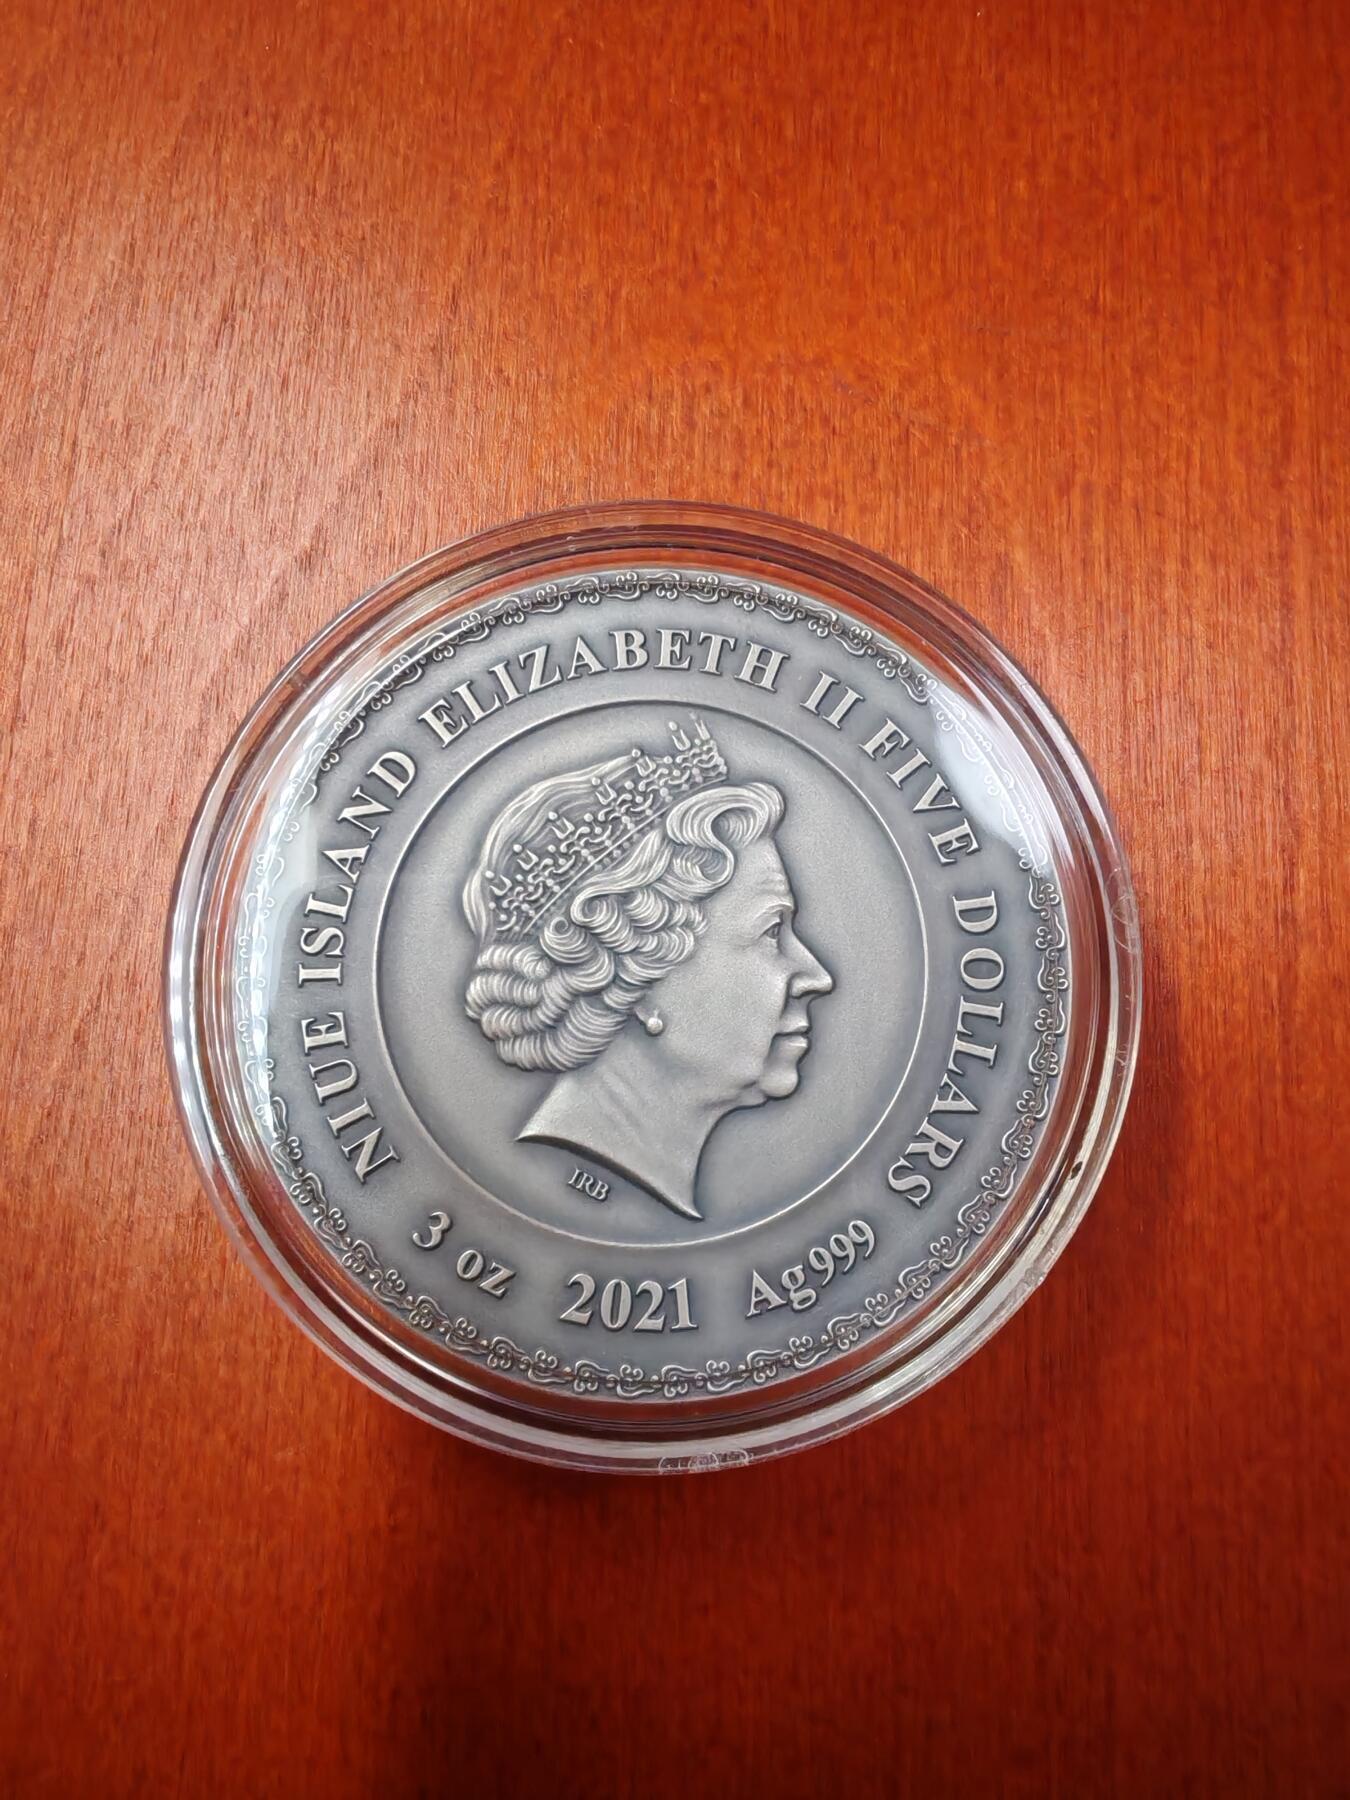 NIUE ISLAND ELIZABETH II FIVE DOLLARS
IRB
3 oz 2021 Ag999